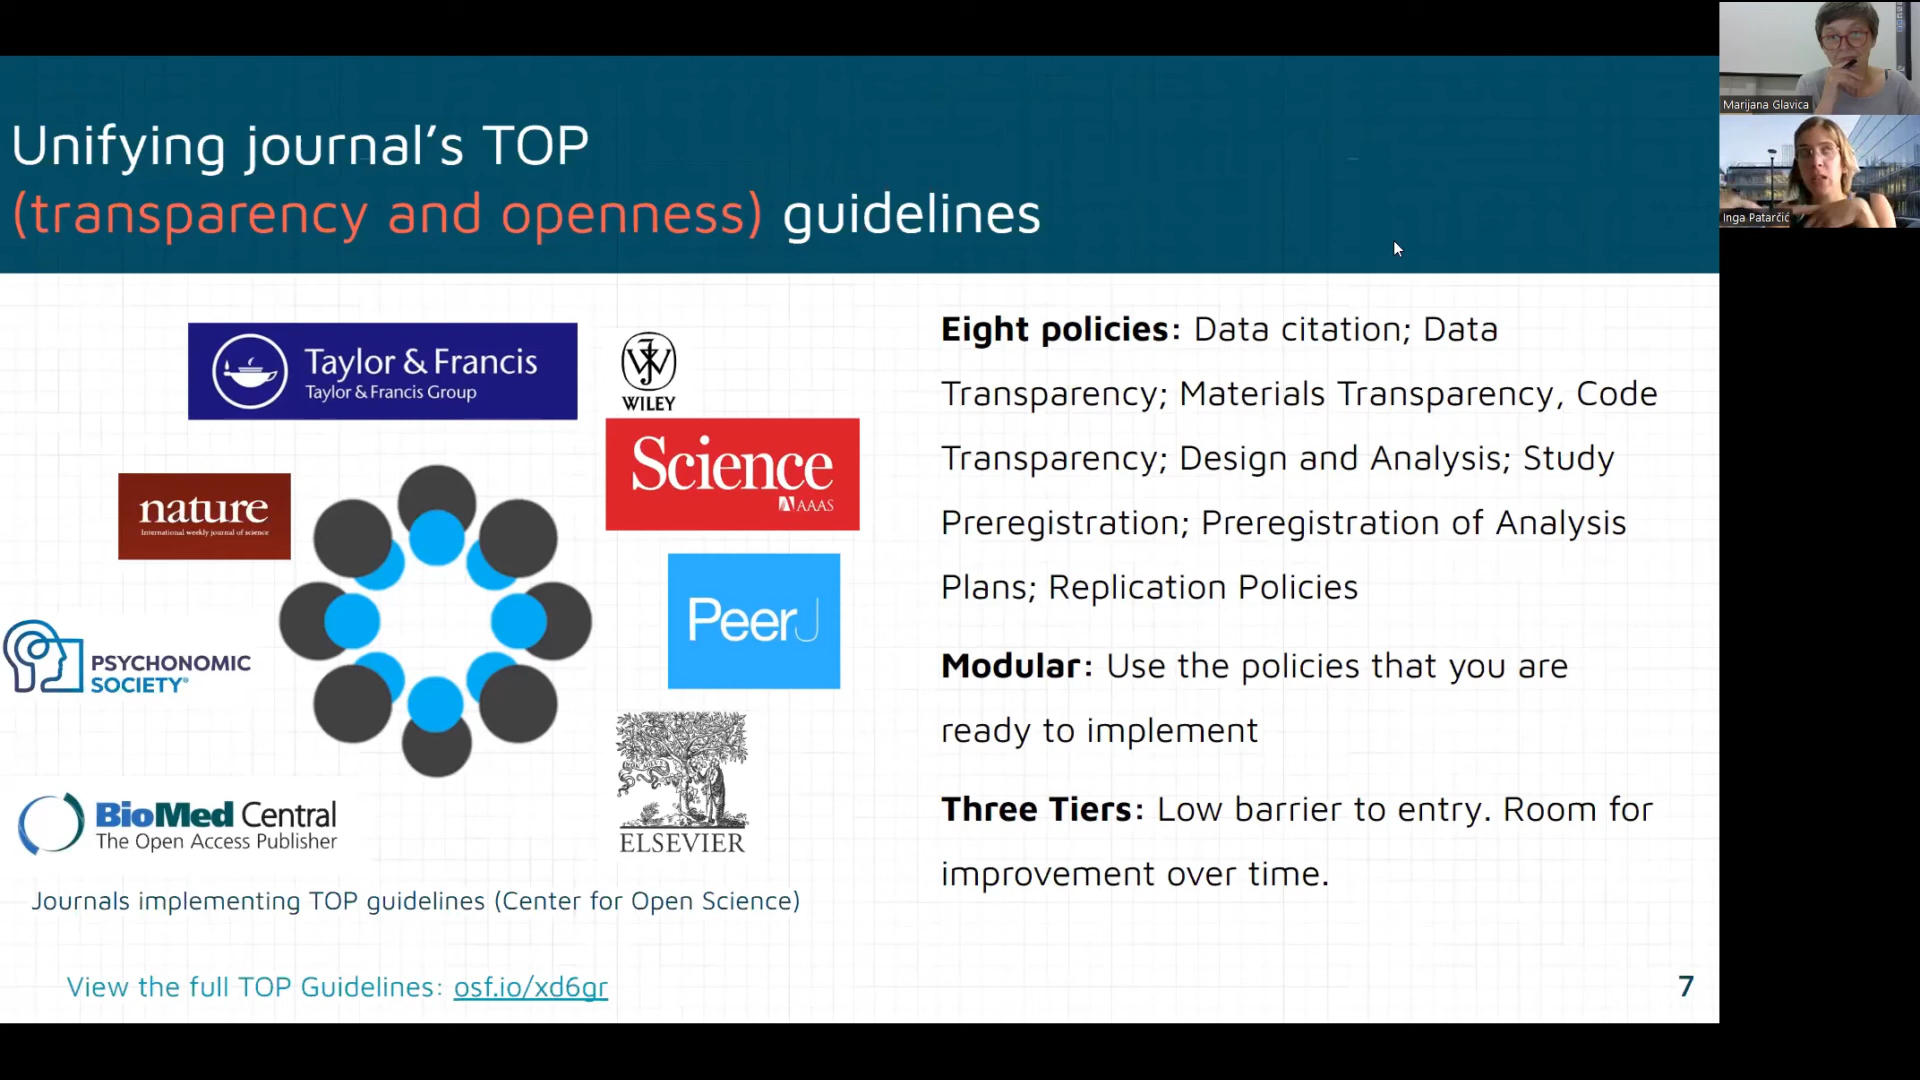 Unifying journal’s TOP
(transparency and openness) guidelines
Taylor & Francis
Taylor & Francis Group
WILEY
Science
AAAS
nature
International weekly journal of science
PeerJ
PSYCHONOMIC
SOCIETY®
ELSEVIER
BioMed Central
The Open Access Publisher
Journals implementing TOP guidelines (Center for Open Science)
View the full TOP Guidelines: osf.io/xd6gr
Eight policies: Data citation; Data
Transparency; Materials Transparency, Code
Transparency; Design and Analysis; Study
Preregistration; Preregistration of Analysis
Plans; Replication Policies
Modular: Use the policies that you are
ready to implement
Three Tiers: Low barrier to entry. Room for
improvement over time.
7
Marijana Glavica
Inga Patarčić